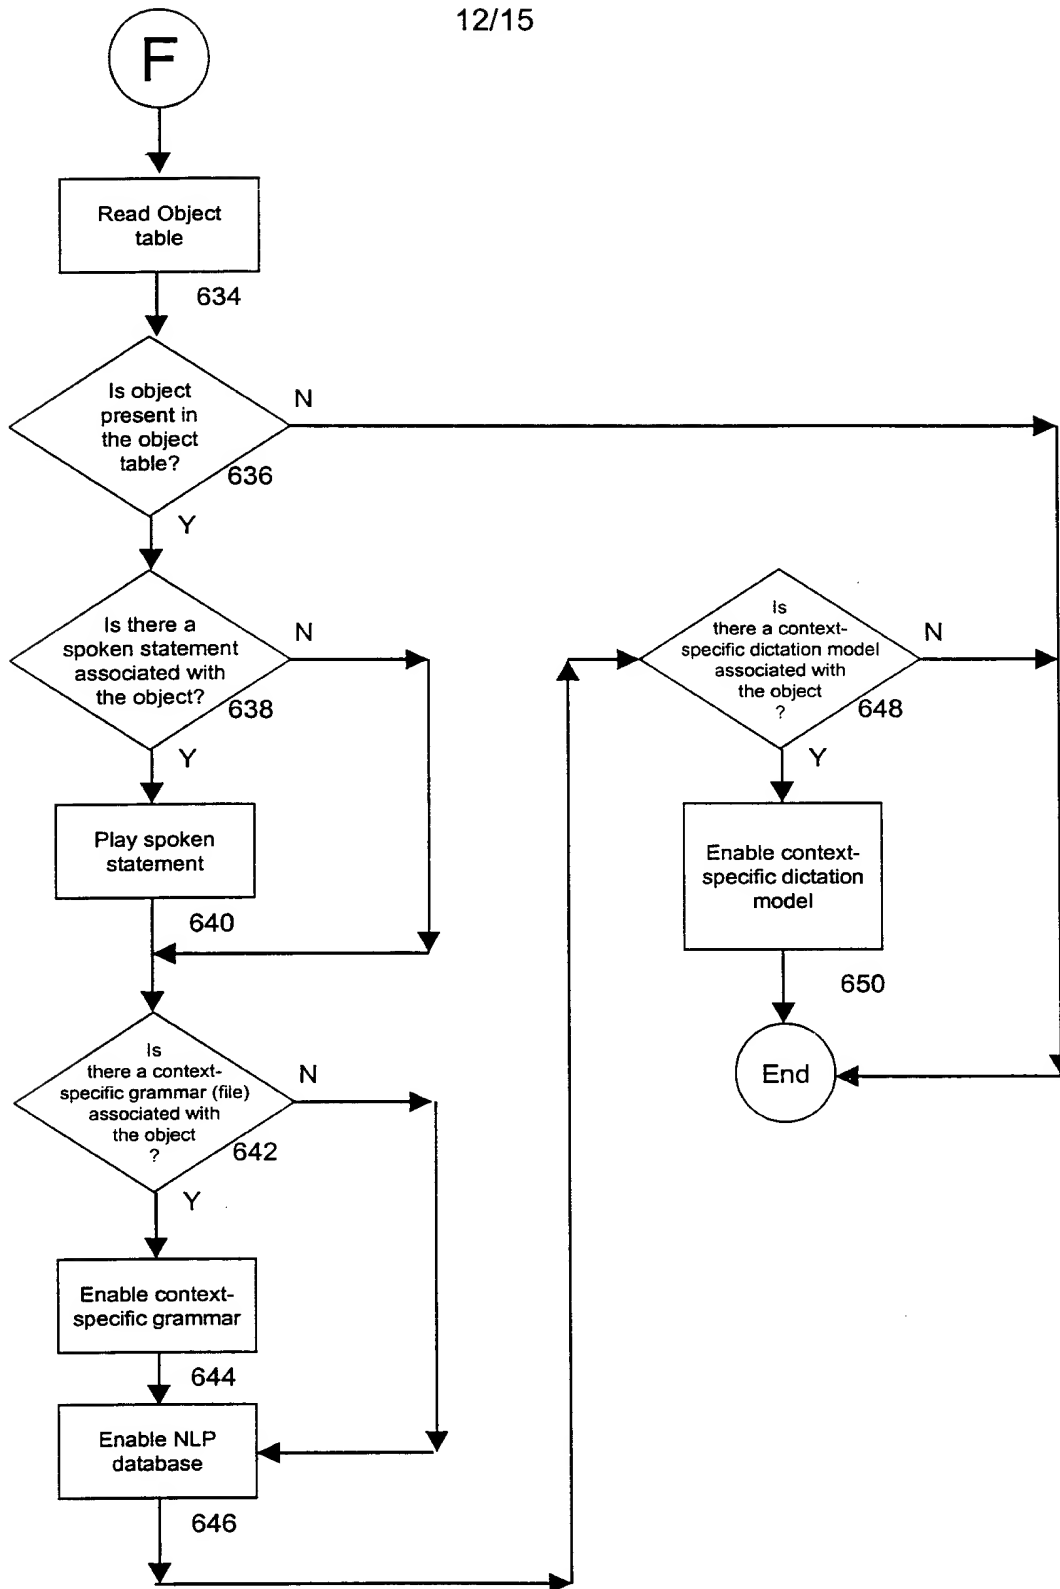 12/15
F
Read Object
table
634
Is object
present in
the object
table?
636
N
Y
Is there a
spoken statement
associated with
the object?
638
N
Y
Play spoken
statement
640
Is
there a context-
specific grammar (file)
associated with
the object
?
642
N
Y
Enable context-
specific grammar
644
Enable NLP
database
646
Is
there a context-
specific dictation model
associated with
the object
?
648
N
Y
Enable context-
specific dictation
model
650
End